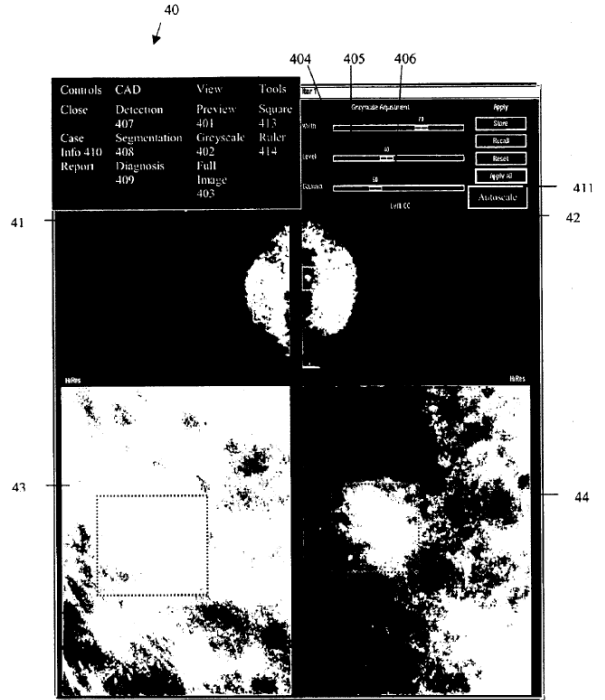 40
404 405 406
Controls CAD View Tools
Greyscale Adjustment Apply
Close Detection Preview Square
407 401 413
Case Segmentation Greyscale Ruler
Info 410 408 402 414
Report Diagnosis Full
409 Image
403
Width
Store
Recall
Level
Reset
Apply all
411
Autoscale
Left CC
41
42
HiRes HiRes
43
44